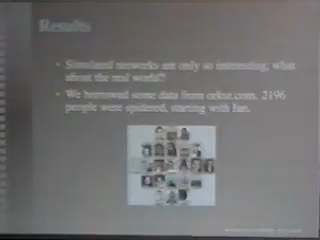 Results
Simulated networks are only so interesting, what
about the real world?
We borrowed some data from orkut.com. 2196
people were spidered, starting with Ian.